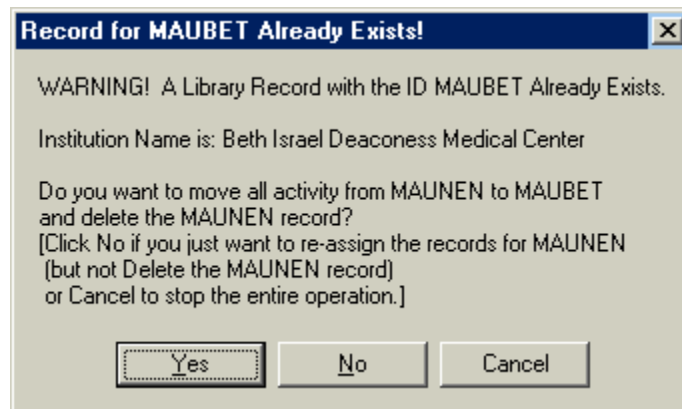 Record for MAUBET Already Exists!
WARNING!  A Library Record with the ID MAUBET Already Exists.
Institution Name is: Beth Israel Deaconess Medical Center
Do you want to move all activity from MAUNEN to MAUBET
and delete the MAUNEN record?
[Click No if you just want to re-assign the records for MAUNEN
(but not Delete the MAUNEN record)
or Cancel to stop the entire operation.]
Yes No Cancel